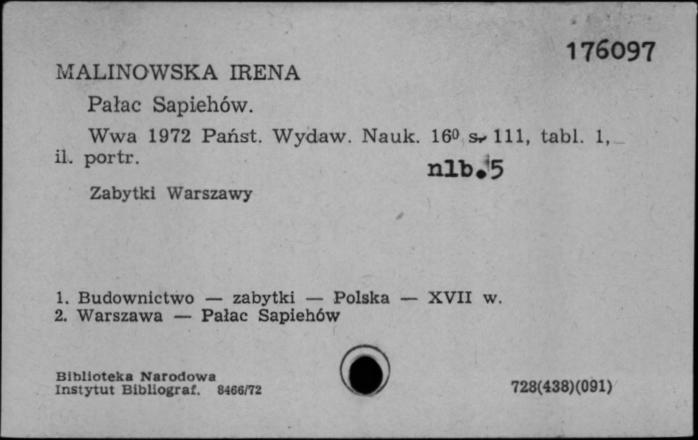 176097
MALINOWSKA IRENA
Pałac Sapiehów.
Wwa 1972 Państ. Wydaw. Nauk. 16⁰ s. 111, tabl. 1,
il. portr.
nlb. 5
Zabytki Warszawy
1. Budownictwo — zabytki — Polska — XVII w.
2. Warszawa — Pałac Sapiehów
Biblioteka Narodowa
Instytut Bibliograf. 8466/72
728(438)(091)